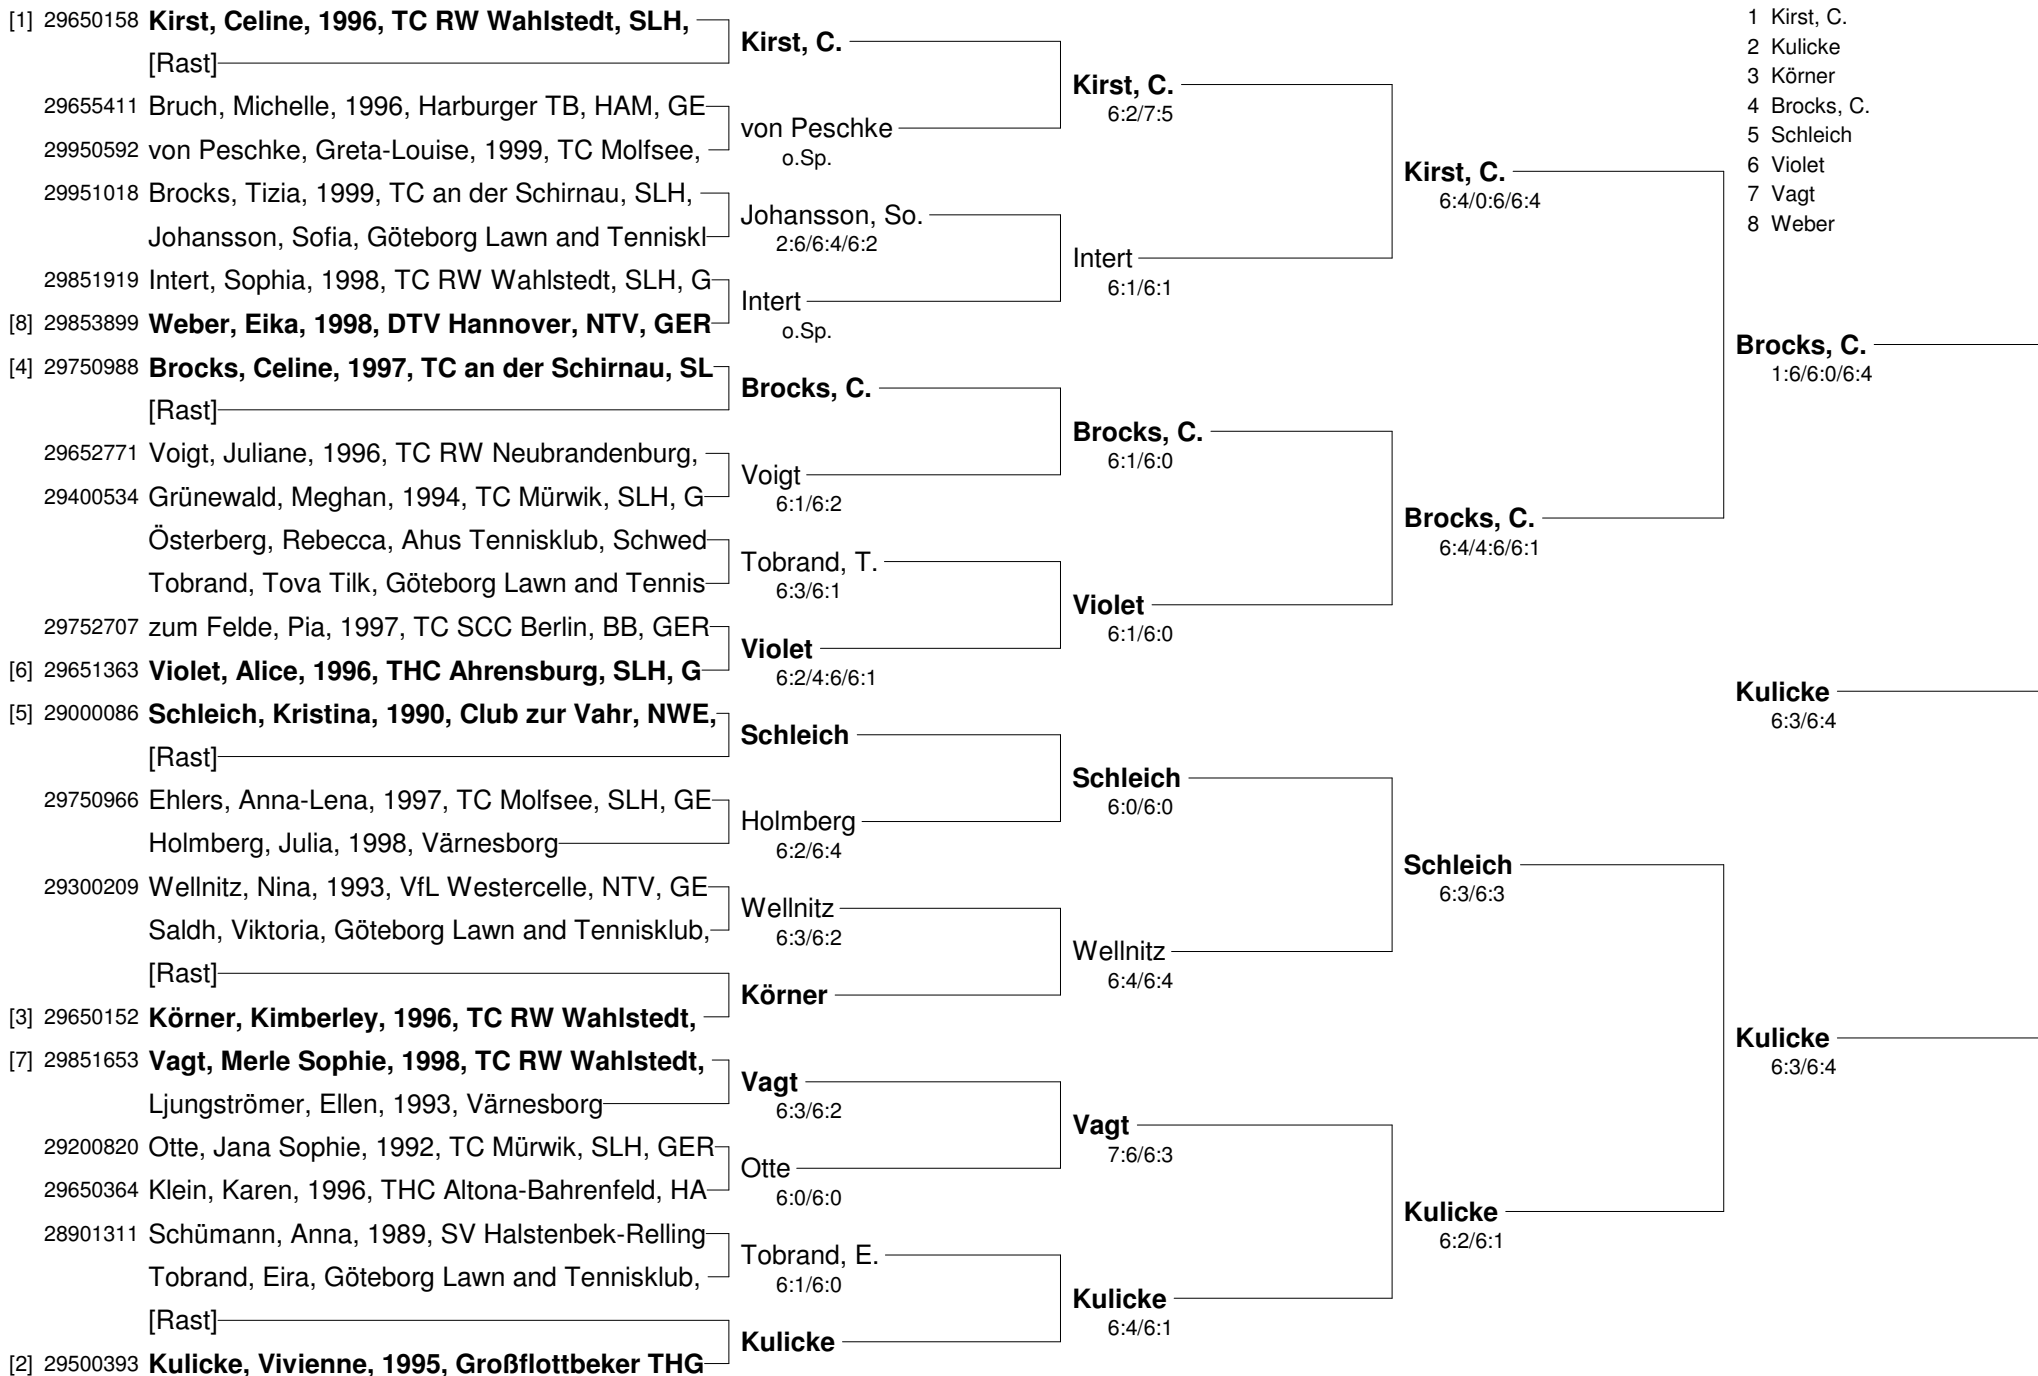 [1] 29650158 Kirst, Celine, 1996, TC RW Wahlstedt, SLH,
[Rast]
29655411 Bruch, Michelle, 1996, Harburger TB, HAM, GE
29950592 von Peschke, Greta-Louise, 1999, TC Molfsee,
29951018 Brocks, Tizia, 1999, TC an der Schirnau, SLH,
Johansson, Sofia, Göteborg Lawn and Tenniskl
29851919 Intert, Sophia, 1998, TC RW Wahlstedt, SLH, G
[8] 29853899 Weber, Eika, 1998, DTV Hannover, NTV, GER
[4] 29750988 Brocks, Celine, 1997, TC an der Schirnau, SL
[Rast]
29652771 Voigt, Juliane, 1996, TC RW Neubrandenburg,
29400534 Grünewald, Meghan, 1994, TC Mürwik, SLH, G
Österberg, Rebecca, Ahus Tennisklub, Schwed
Tobrand, Tova Tilk, Göteborg Lawn and Tennis
29752707 zum Felde, Pia, 1997, TC SCC Berlin, BB, GER
[6] 29651363 Violet, Alice, 1996, THC Ahrensburg, SLH, G
[5] 29000086 Schleich, Kristina, 1990, Club zur Vahr, NWE,
[Rast]
29750966 Ehlers, Anna-Lena, 1997, TC Molfsee, SLH, GE
Holmberg, Julia, 1998, Värnesborg
29300209 Wellnitz, Nina, 1993, VfL Westercelle, NTV, GE
Saldh, Viktoria, Göteborg Lawn and Tennisklub,
[Rast]
[3] 29650152 Körner, Kimberley, 1996, TC RW Wahlstedt,
[7] 29851653 Vagt, Merle Sophie, 1998, TC RW Wahlstedt,
Ljungströmer, Ellen, 1993, Värnesborg
29200820 Otte, Jana Sophie, 1992, TC Mürwik, SLH, GER
29650364 Klein, Karen, 1996, THC Altona-Bahrenfeld, HA
28901311 Schümann, Anna, 1989, SV Halstenbek-Relling
Tobrand, Eira, Göteborg Lawn and Tennisklub,
[Rast]
[2] 29500393 Kulicke, Vivienne, 1995, Großflottbeker THG
Kirst, C.
von Peschke
o.Sp.
Johansson, So.
2:6/6:4/6:2
Intert
o.Sp.
Brocks, C.
Voigt
6:1/6:2
Tobrand, T.
6:3/6:1
Violet
6:2/4:6/6:1
Schleich
Holmberg
6:2/6:4
Wellnitz
6:3/6:2
Körner
Vagt
6:3/6:2
Otte
6:0/6:0
Tobrand, E.
6:1/6:0
Kulicke
Kirst, C.
6:2/7:5
Intert
6:1/6:1
Brocks, C.
6:1/6:0
Violet
6:1/6:0
Schleich
6:0/6:0
Wellnitz
6:4/6:4
Vagt
7:6/6:3
Kulicke
6:4/6:1
Kirst, C.
6:4/0:6/6:4
Brocks, C.
6:4/4:6/6:1
Schleich
6:3/6:3
Kulicke
6:2/6:1
1 Kirst, C.
2 Kulicke
3 Körner
4 Brocks, C.
5 Schleich
6 Violet
7 Vagt
8 Weber
Brocks, C.
1:6/6:0/6:4
Kulicke
6:3/6:4
Kulicke
6:3/6:4